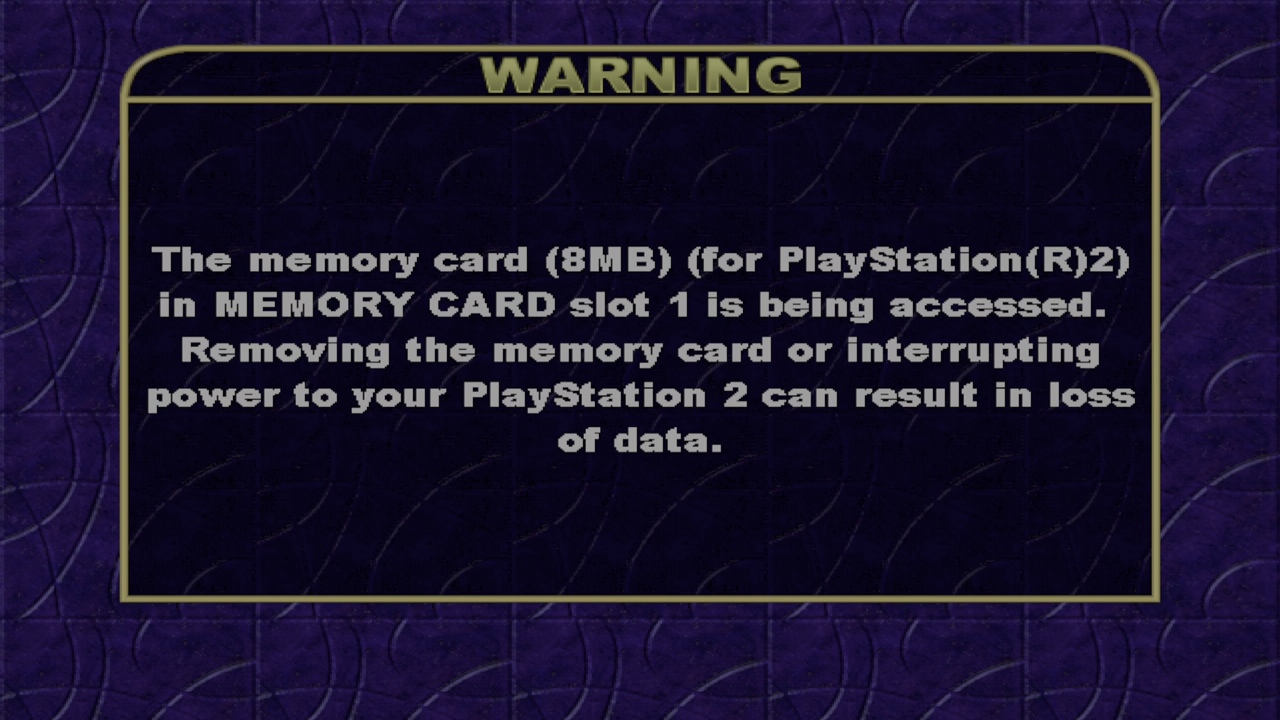 WARNING
The memory card (8MB) (for PlayStation(R)2)
in MEMORY CARD slot 1 is being accessed.
Removing the memory card or interrupting
power to your PlayStation 2 can result in loss
of data.